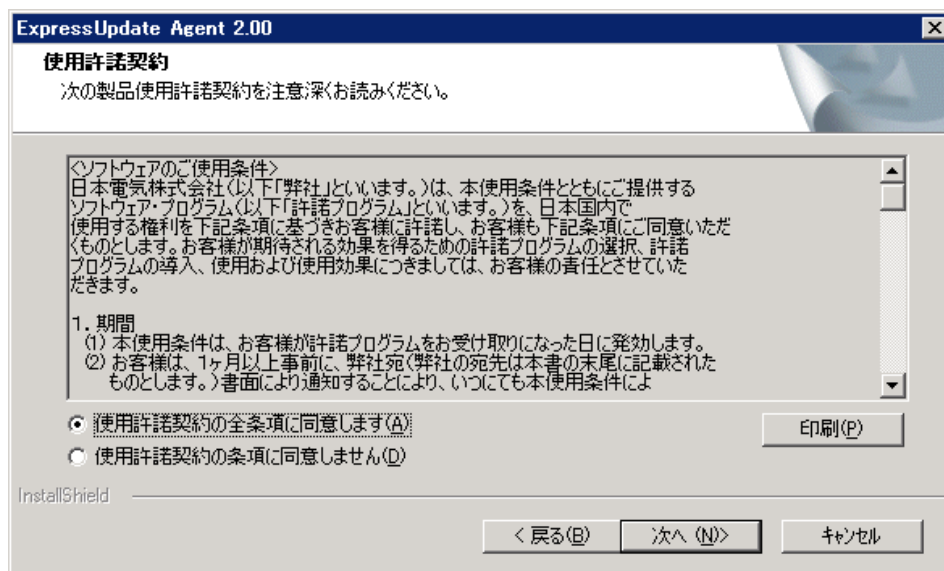 ExpressUpdate Agent 2.00
使用許諾契約
次の製品使用許諾契約を注意深くお読みください。
<ソフトウェアのご使用条件>
日本電気株式会社(以下「弊社」といいます。)は、本使用条件とともにご提供する
ソフトウェア・プログラム(以下「許諾プログラム」といいます。)を、日本国内で
使用する権利を下記条項に基づきお客様に許諾し、お客様も下記条項にご同意いただ
くものとします。お客様が期待される効果を得るための許諾プログラムの選択、許諾
プログラムの導入、使用および使用効果につきましては、お客様の責任とさせていた
だきます。
1. 期間
(1) 本使用条件は、お客様が許諾プログラムをお受け取りになった日に発効します。
(2) お客様は、1ヶ月以上事前に、弊社宛(弊社の宛先は本書の末尾に記載された
ものとします。)書面により通知することにより、いつにても本使用条件によ
使用許諾契約の全条項に同意します(A)
印刷(P)
使用許諾契約の条項に同意しません(D)
InstallShield
< 戻る(B)
次へ (N)>
キャンセル